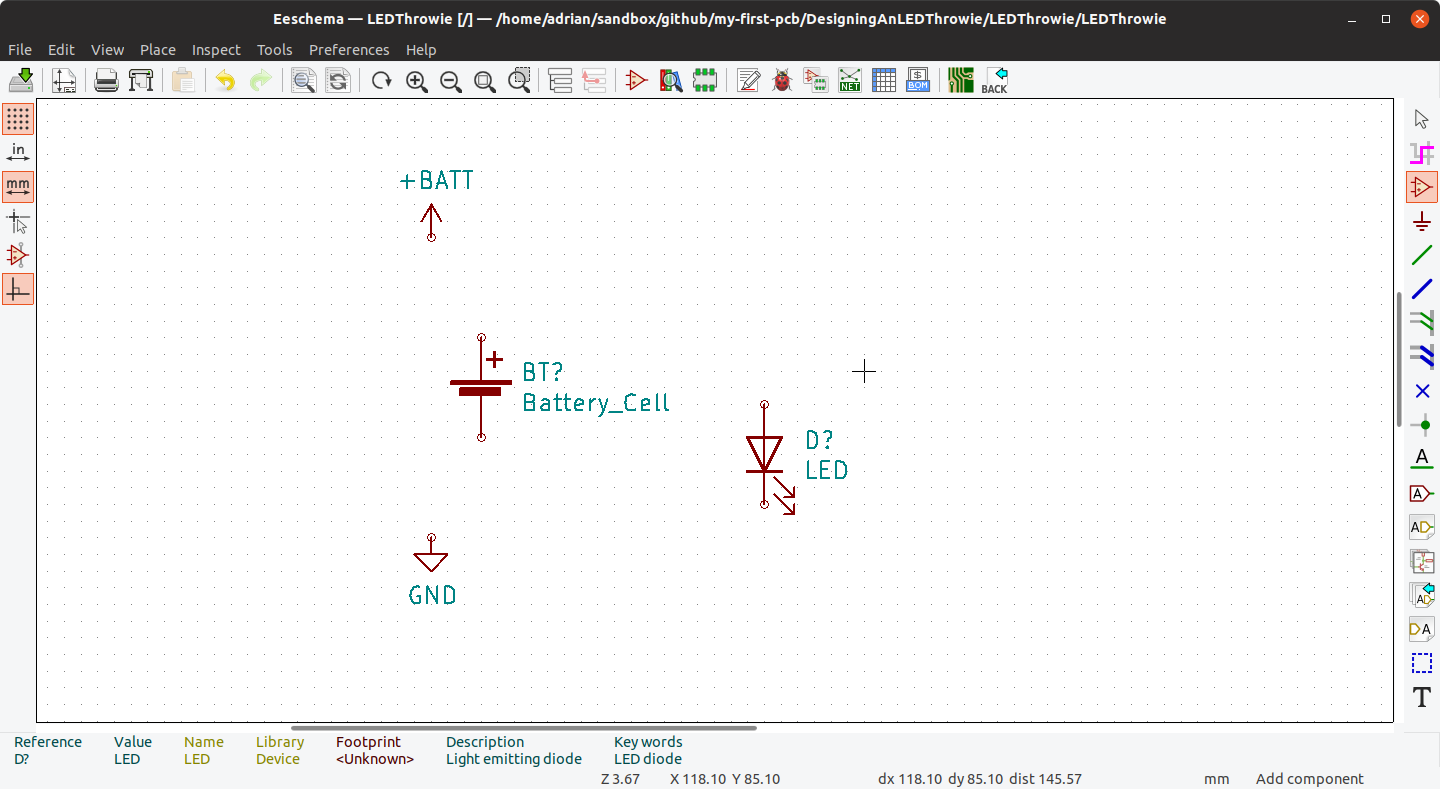 Eeschema — LEDThrowie [/] — /home/adrian/sandbox/github/my-first-pcb/DesigningAnLEDThrowie/LEDThrowie/LEDThrowie
File Edit View Place Inspect Tools Preferences Help
NET
$
BOM
BACK
in
mm
+BATT
+
BT?
Battery_Cell
D?
LED
GND
A
A
AD
AD
DA
T
Reference Value Name Library Footprint Description Key words
D? LED LED Device <Unknown> Light emitting diode LED diode
Z 3.67 X 118.10 Y 85.10 dx 118.10 dy 85.10 dist 145.57 mm Add component